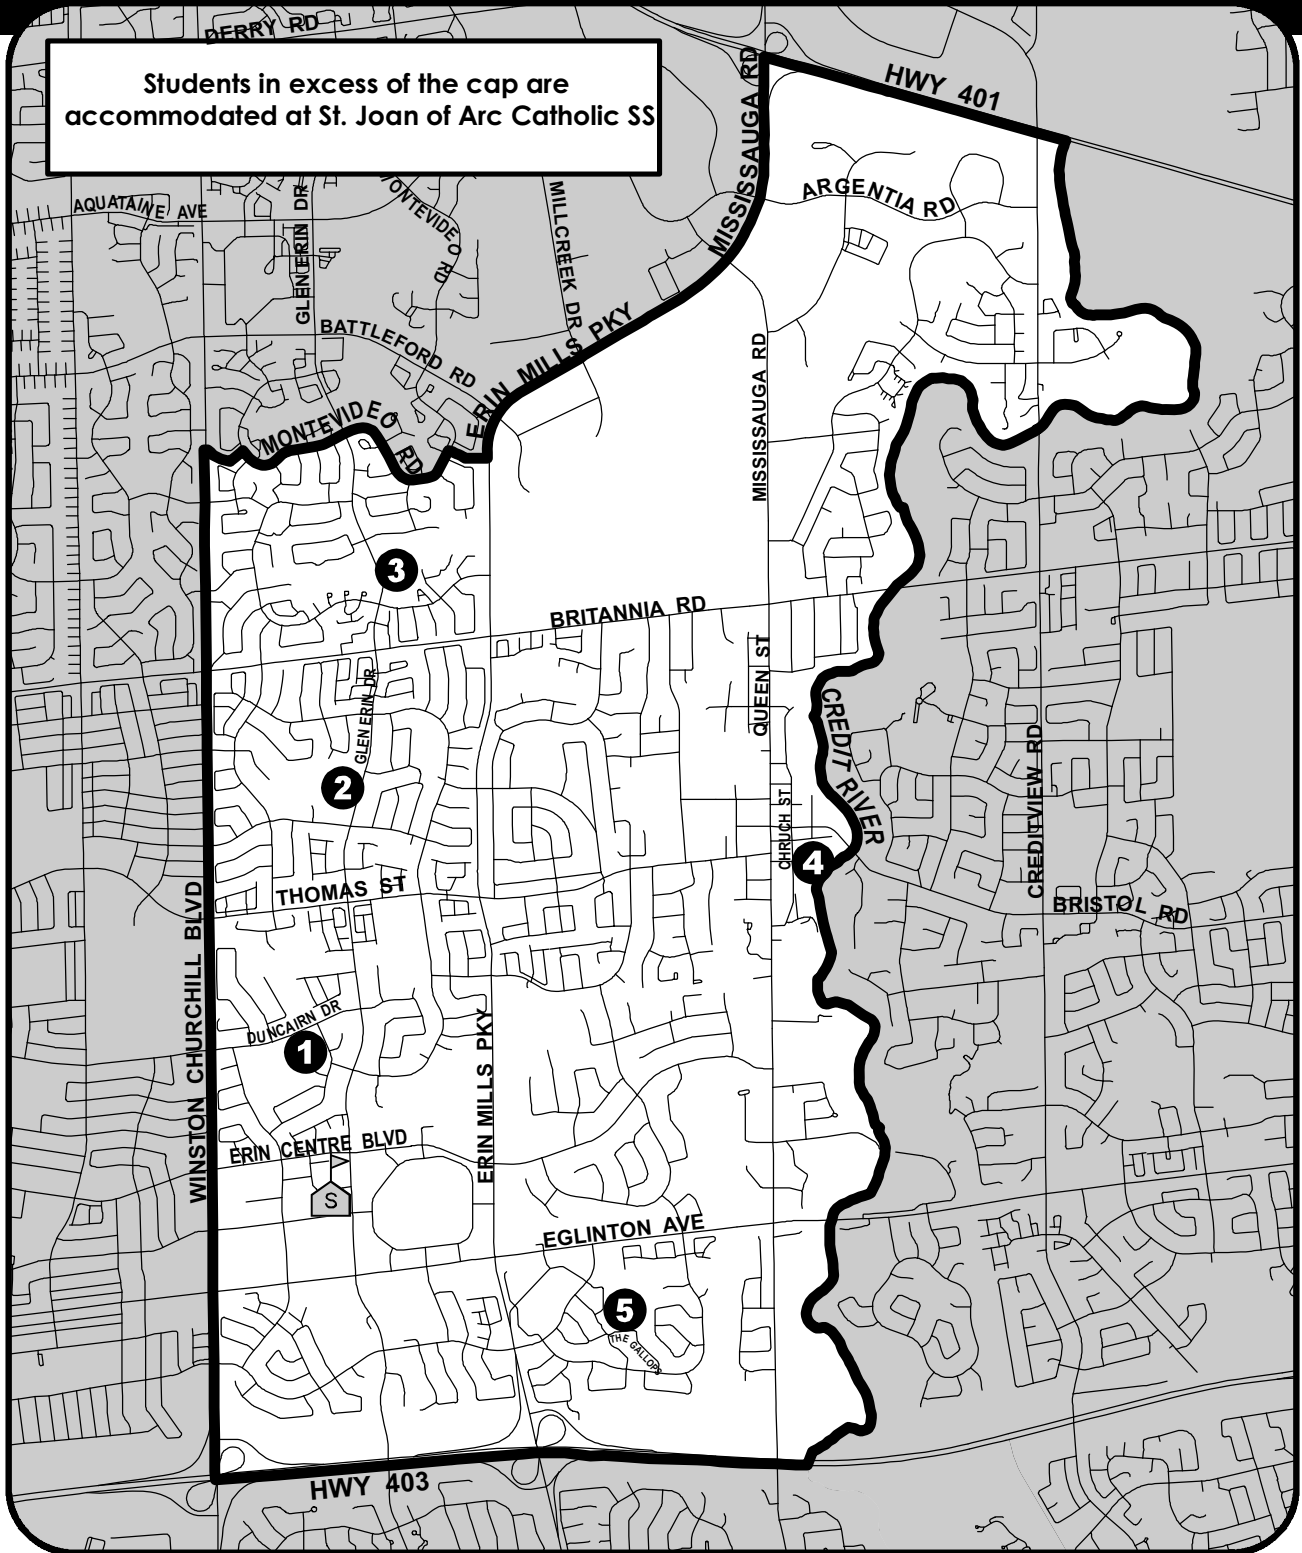 DERRY RD
Students in excess of the cap are
accommodated at St. Joan of Arc Catholic SS
MISSISSAUGA RD
HWY 401
ARGENTIA RD
AQUATAINE AVE
GLEN ERIN DR
MONTEVIDEO RD
MILLCREEK DR
BATTLEFORD RD
ERIN MILLS PKY
MONTEVIDEO RD
MISSISSAUGA RD
3
BRITANNIA RD
QUEEN ST
GLEN ERIN DR
CREDIT RIVER
CREDITVIEW RD
2
CHRUCH ST
4
THOMAS ST
BRISTOL RD
WINSTON CHURCHILL BLVD
DUNCAIRN DR
1
ERIN MILLS PKY
ERIN CENTRE BLVD
S
EGLINTON AVE
5
THE GALLOPS
HWY 403